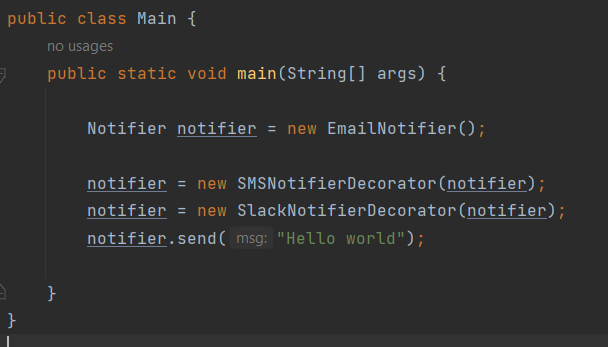 public class Main {
no usages
public static void main(String[] args) {
Notifier notifier = new EmailNotifier();
notifier = new SMSNotifierDecorator(notifier);
notifier = new SlackNotifierDecorator(notifier);
notifier.send( msg: "Hello world");
}
}